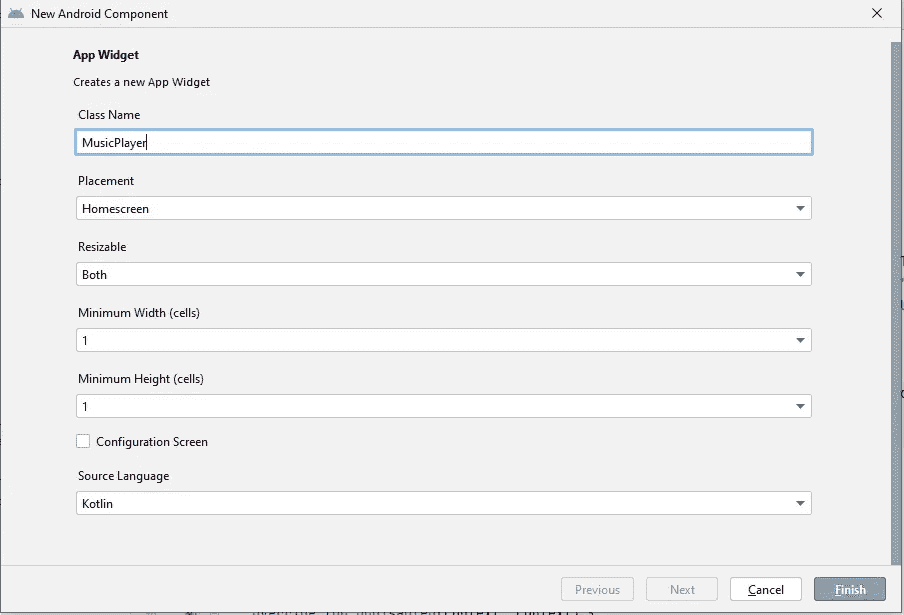 New Android Component
App Widget
Creates a new App Widget
Class Name
MusicPlayer
Placement
Homescreen
Resizable
Both
Minimum Width (cells)
1
Minimum Height (cells)
1
Configuration Screen
Source Language
Kotlin
Previous Next Cancel Finish